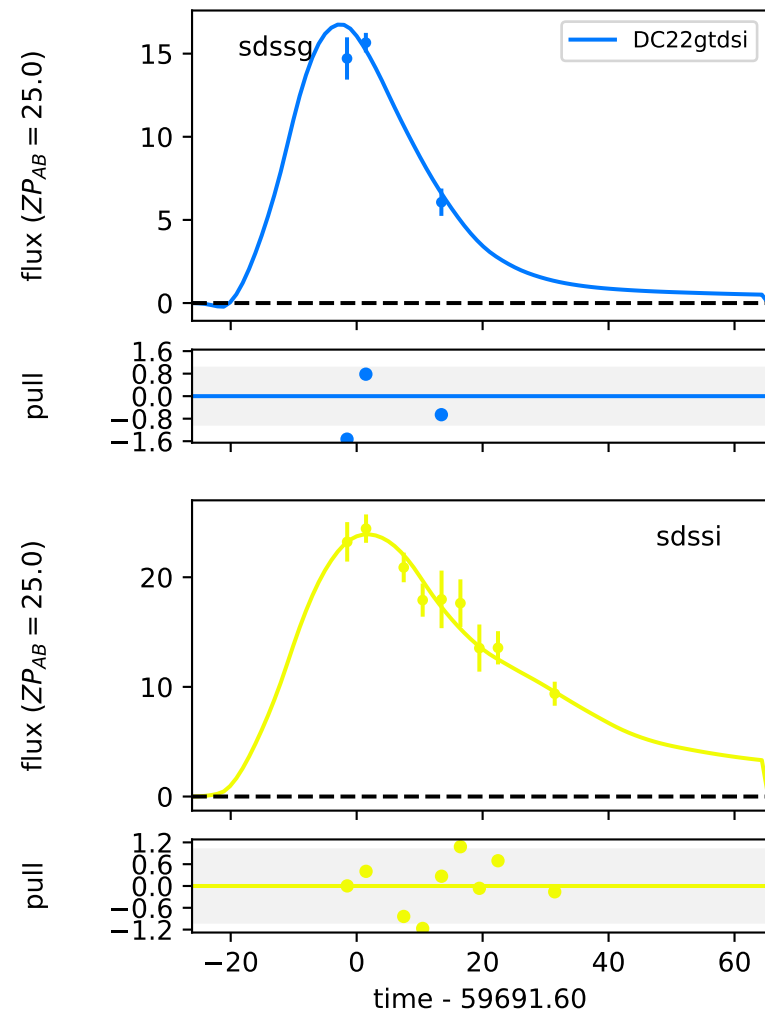 sdssg
DC22gtdsi
flux (ZP_AB = 25.0)
15
10
5
0
pull
1.6
0.8
0.0
−0.8
−1.6
sdssi
flux (ZP_AB = 25.0)
20
10
0
pull
1.2
0.6
0.0
−0.6
−1.2
−20 0 20 40 60
time - 59691.60